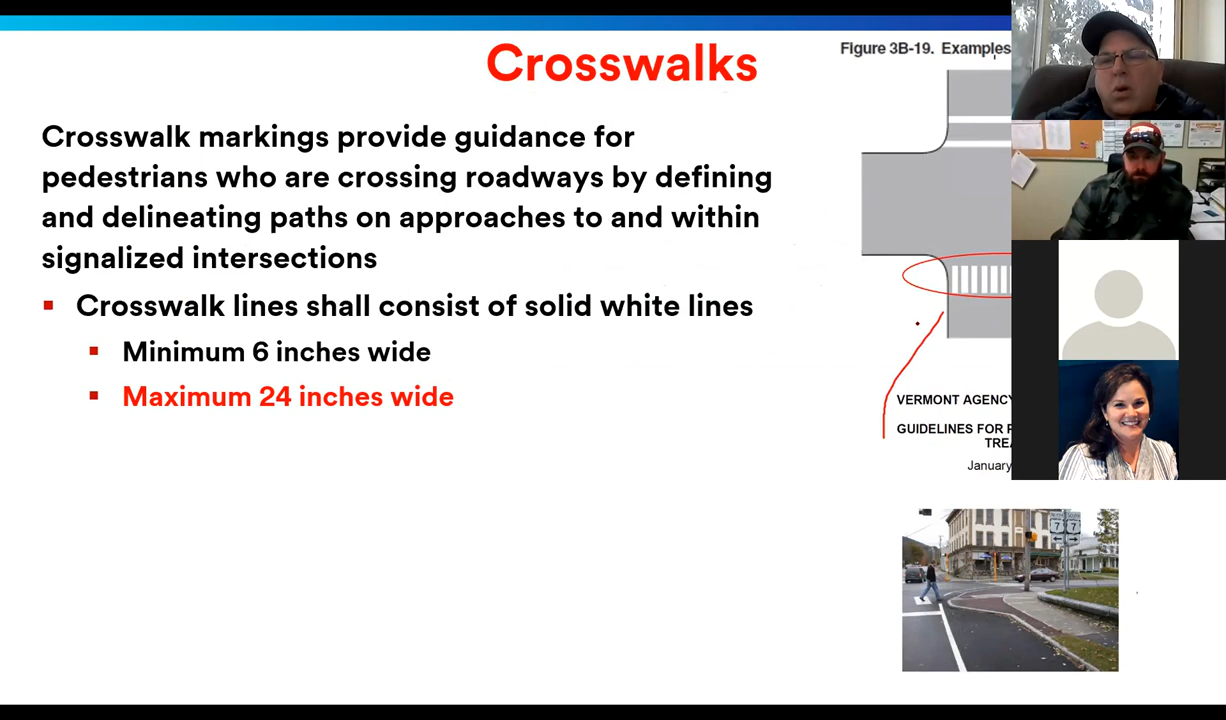 Crosswalks
Figure 3B-19. Examples
Crosswalk markings provide guidance for
pedestrians who are crossing roadways by defining
and delineating paths on approaches to and within
signalized intersections
Crosswalk lines shall consist of solid white lines
Minimum 6 inches wide
Maximum 24 inches wide
VERMONT AGENCY
GUIDELINES FOR
January
7 7